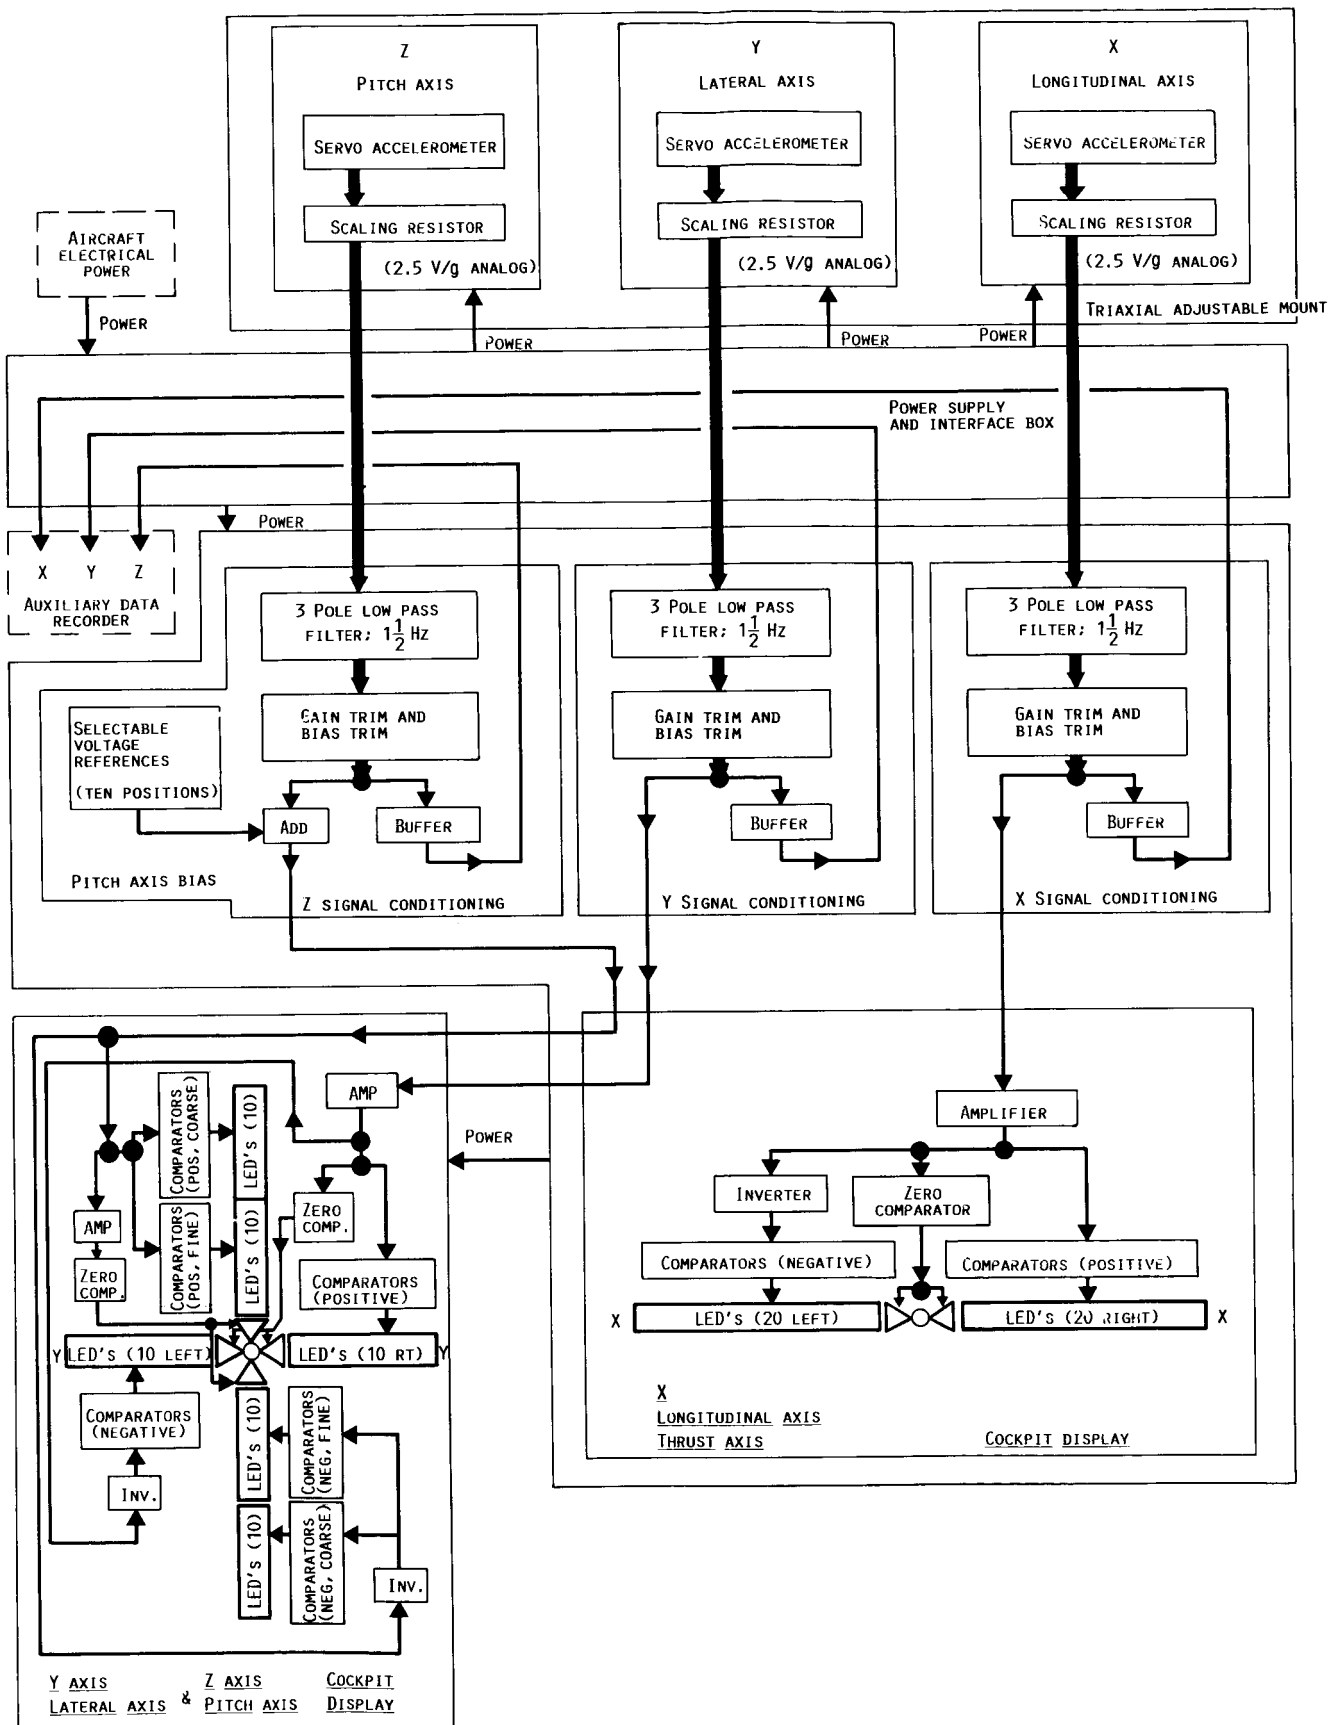 Z
PITCH AXIS
SERVO ACCELEROMETER
SCALING RESISTOR
(2.5 V/g ANALOG)
Y
LATERAL AXIS
SERVO ACCELEROMETER
SCALING RESISTOR
(2.5 V/g ANALOG)
X
LONGITUDINAL AXIS
SERVO ACCELEROMETER
SCALING RESISTOR
(2.5 V/g ANALOG)
TRIAXIAL ADJUSTABLE MOUNT
AIRCRAFT
ELECTRICAL
POWER
POWER
POWER
POWER
POWER
POWER SUPPLY
AND INTERFACE BOX
POWER
X Y Z
AUXILIARY DATA
RECORDER
3 POLE LOW PASS
FILTER; 1 1/2 Hz
GAIN TRIM AND
BIAS TRIM
SELECTABLE
VOLTAGE
REFERENCES
(TEN POSITIONS)
ADD
BUFFER
PITCH AXIS BIAS
Z SIGNAL CONDITIONING
3 POLE LOW PASS
FILTER; 1 1/2 Hz
GAIN TRIM AND
BIAS TRIM
BUFFER
Y SIGNAL CONDITIONING
3 POLE LOW PASS
FILTER; 1 1/2 Hz
GAIN TRIM AND
BIAS TRIM
BUFFER
X SIGNAL CONDITIONING
AMP
COMPARATORS
(POS, COARSE)
LED's (10)
POWER
AMP
ZERO
COMP.
COMPARATORS
(POS, FINE)
LED's (10)
ZERO
COMP.
COMPARATORS
(POSITIVE)
Y LED's (10 LEFT)
LED's (10 RT) Y
COMPARATORS
(NEGATIVE)
INV.
LED's (10)
COMPARATORS
(NEG, FINE)
LED's (10)
COMPARATORS
(NEG, COARSE)
INV.
Y AXIS
LATERAL AXIS
&
Z AXIS
PITCH AXIS
COCKPIT
DISPLAY
AMPLIFIER
INVERTER
ZERO
COMPARATOR
COMPARATORS (NEGATIVE)
COMPARATORS (POSITIVE)
X LED's (20 LEFT)
LED's (20 RIGHT) X
X
LONGITUDINAL AXIS
THRUST AXIS
COCKPIT DISPLAY